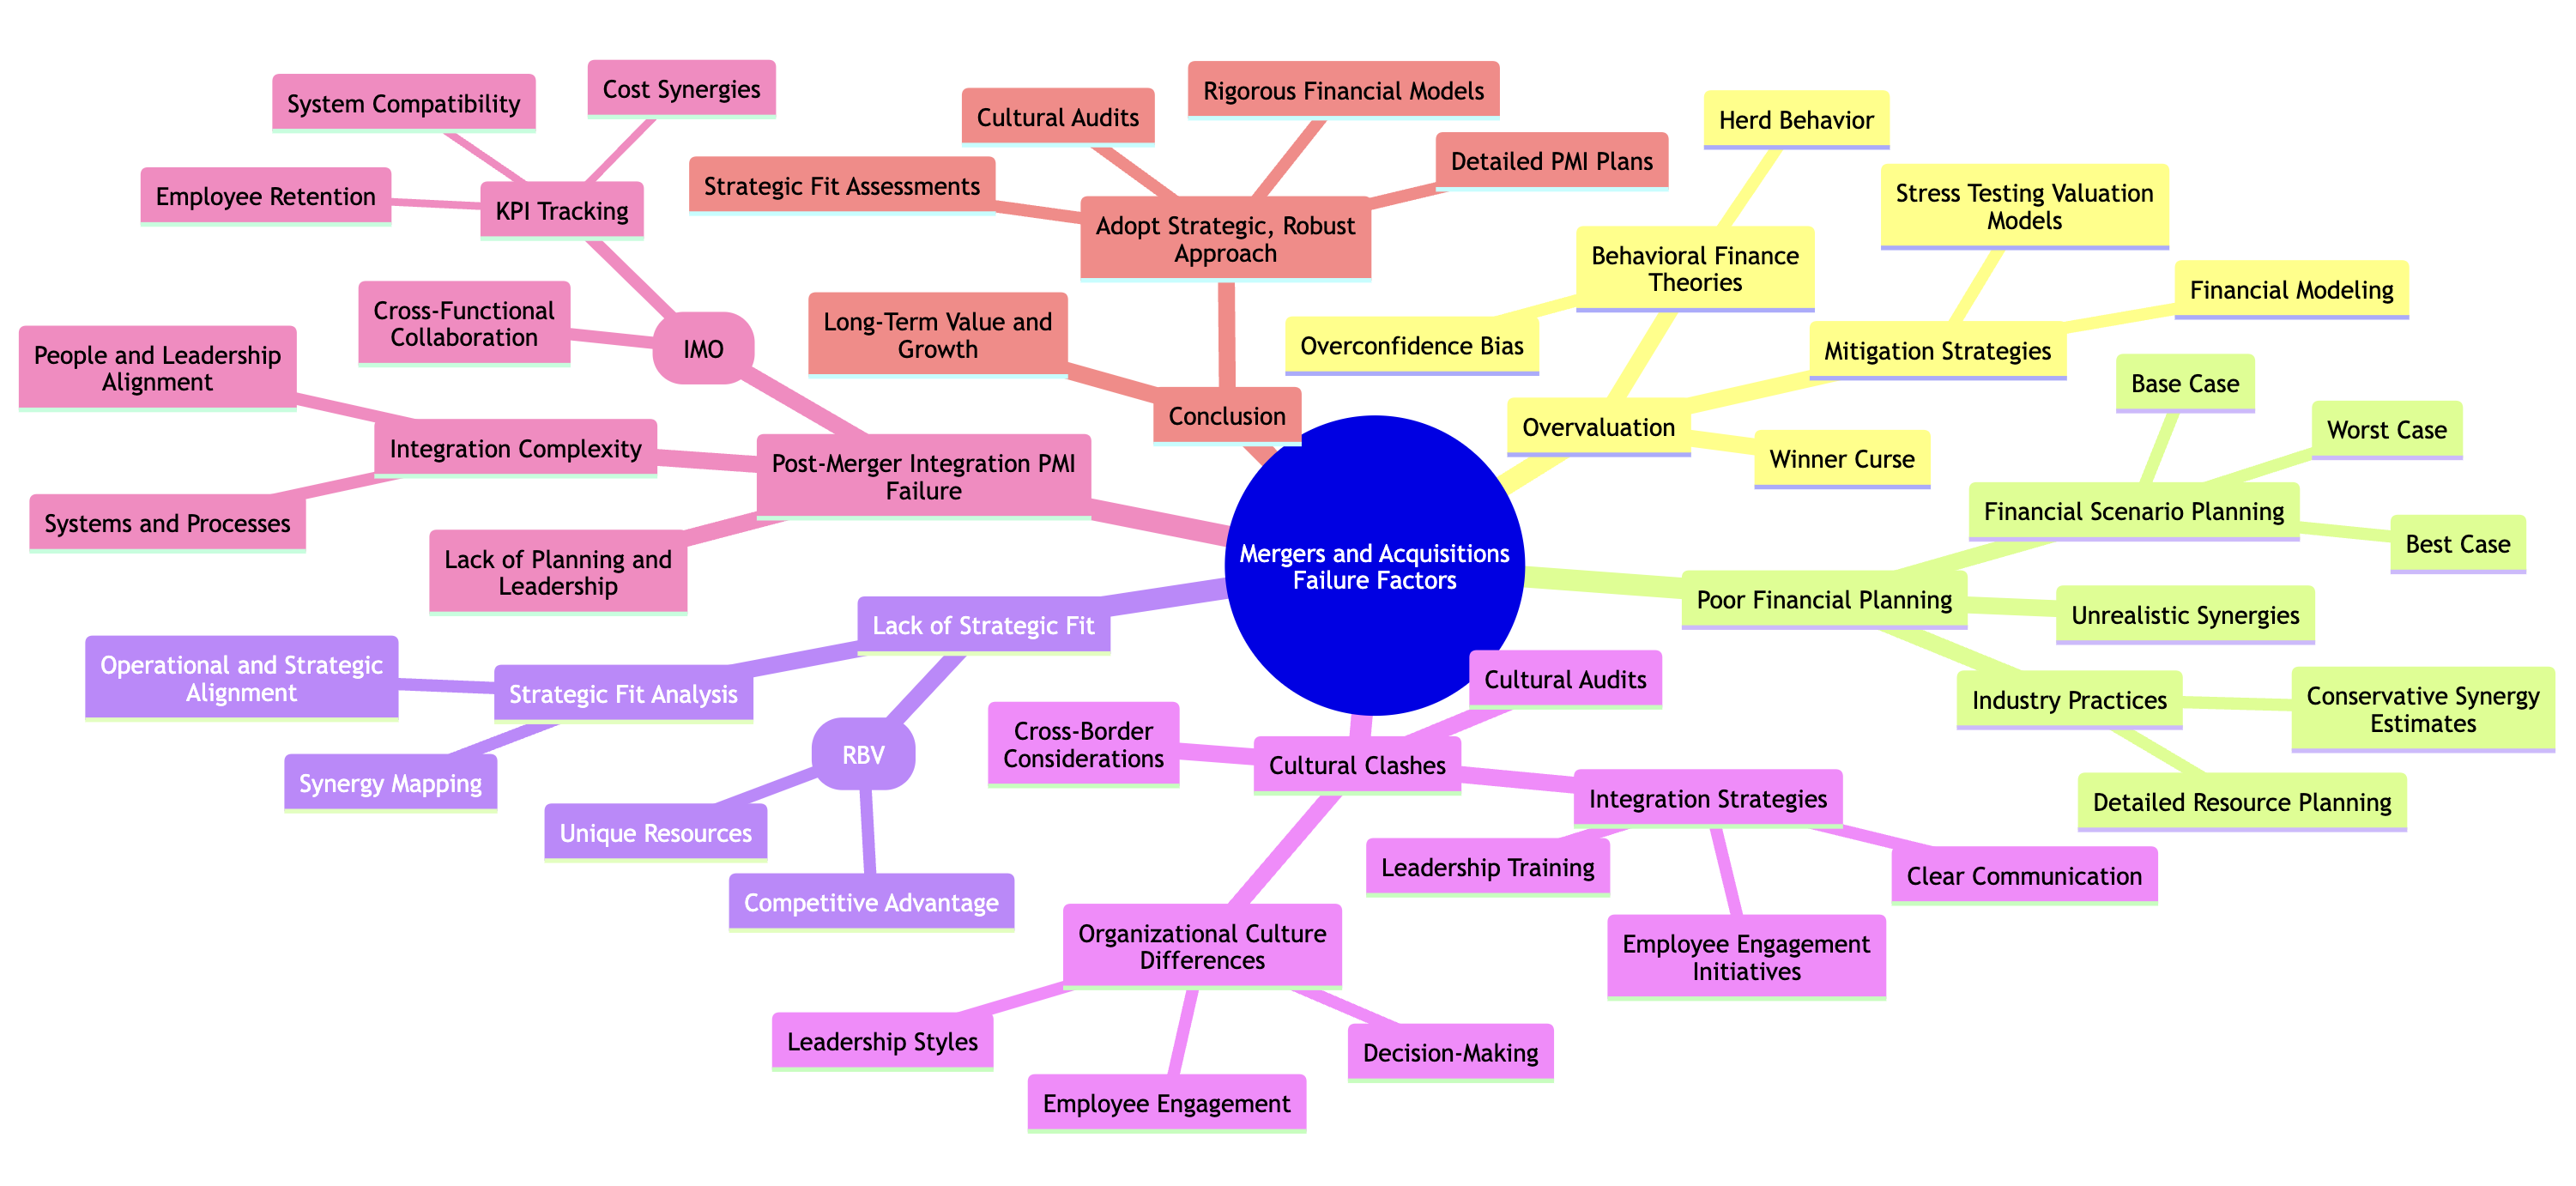 Mergers and Acquisitions
Failure Factors
Overvaluation
Behavioral Finance
Theories
Herd Behavior
Overconfidence Bias
Mitigation Strategies
Stress Testing Valuation
Models
Financial Modeling
Winner Curse
Poor Financial Planning
Financial Scenario Planning
Base Case
Worst Case
Best Case
Unrealistic Synergies
Industry Practices
Conservative Synergy
Estimates
Detailed Resource Planning
Cultural Clashes
Cultural Audits
Cross-Border
Considerations
Integration Strategies
Leadership Training
Employee Engagement
Initiatives
Clear Communication
Organizational Culture
Differences
Leadership Styles
Employee Engagement
Decision-Making
Lack of Strategic Fit
Strategic Fit Analysis
Operational and Strategic
Alignment
Synergy Mapping
RBV
Unique Resources
Competitive Advantage
Post-Merger Integration PMI
Failure
IMO
KPI Tracking
System Compatibility
Cost Synergies
Employee Retention
Cross-Functional
Collaboration
Integration Complexity
People and Leadership
Alignment
Systems and Processes
Lack of Planning and
Leadership
Conclusion
Long-Term Value and
Growth
Adopt Strategic, Robust
Approach
Strategic Fit Assessments
Cultural Audits
Rigorous Financial Models
Detailed PMI Plans